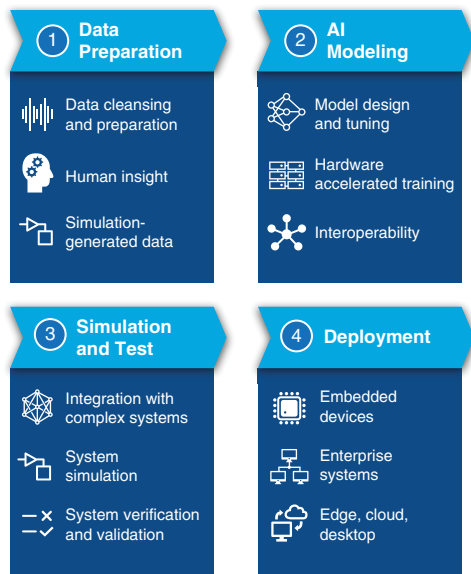 1 Data
Preparation
Data cleansing
and preparation
Human insight
Simulation-
generated data
2 AI
Modeling
Model design
and tuning
Hardware
accelerated training
Interoperability
3 Simulation
and Test
Integration with
complex systems
System
simulation
System verification
and validation
4 Deployment
Embedded
devices
Enterprise
systems
Edge, cloud,
desktop